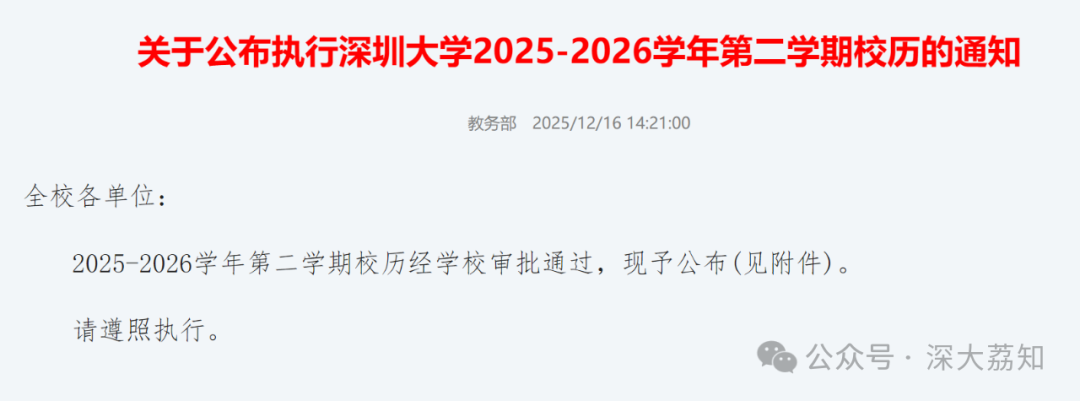 关于公布执行深圳大学2025-2026学年第二学期校历的通知
教务部 2025/12/16 14:21:00
全校各单位：
2025-2026学年第二学期校历经学校审批通过，现予公布(见附件)。
请遵照执行。
公众号·深大荔知